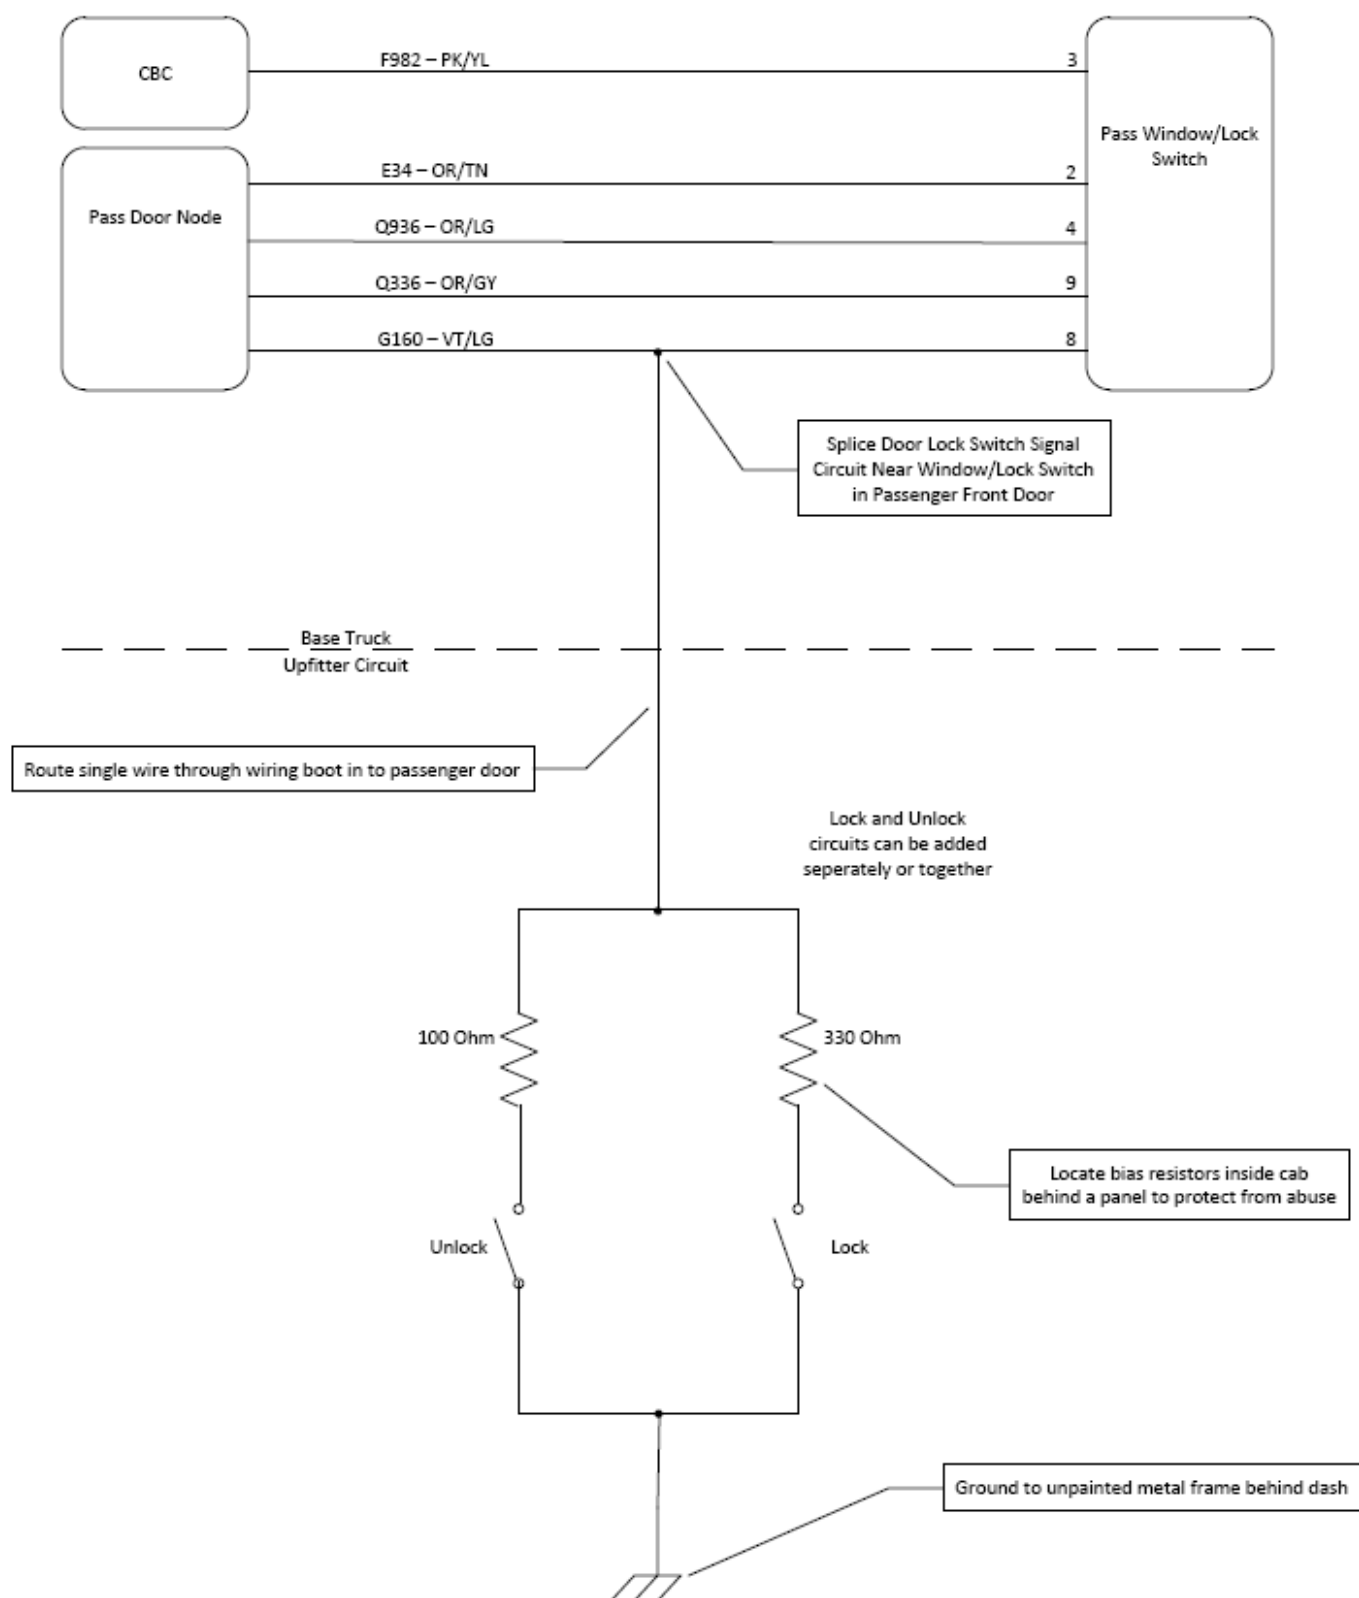 CBC
F982 – PK/YL
3
Pass Window/Lock
Switch
Pass Door Node
E34 – OR/TN
2
Q936 – OR/LG
4
Q336 – OR/GY
9
G160 – VT/LG
8
Splice Door Lock Switch Signal
Circuit Near Window/Lock Switch
in Passenger Front Door
Base Truck
Upfitter Circuit
Route single wire through wiring boot in to passenger door
Lock and Unlock
circuits can be added
seperately or together
100 Ohm
330 Ohm
Locate bias resistors inside cab
behind a panel to protect from abuse
Unlock
Lock
Ground to unpainted metal frame behind dash